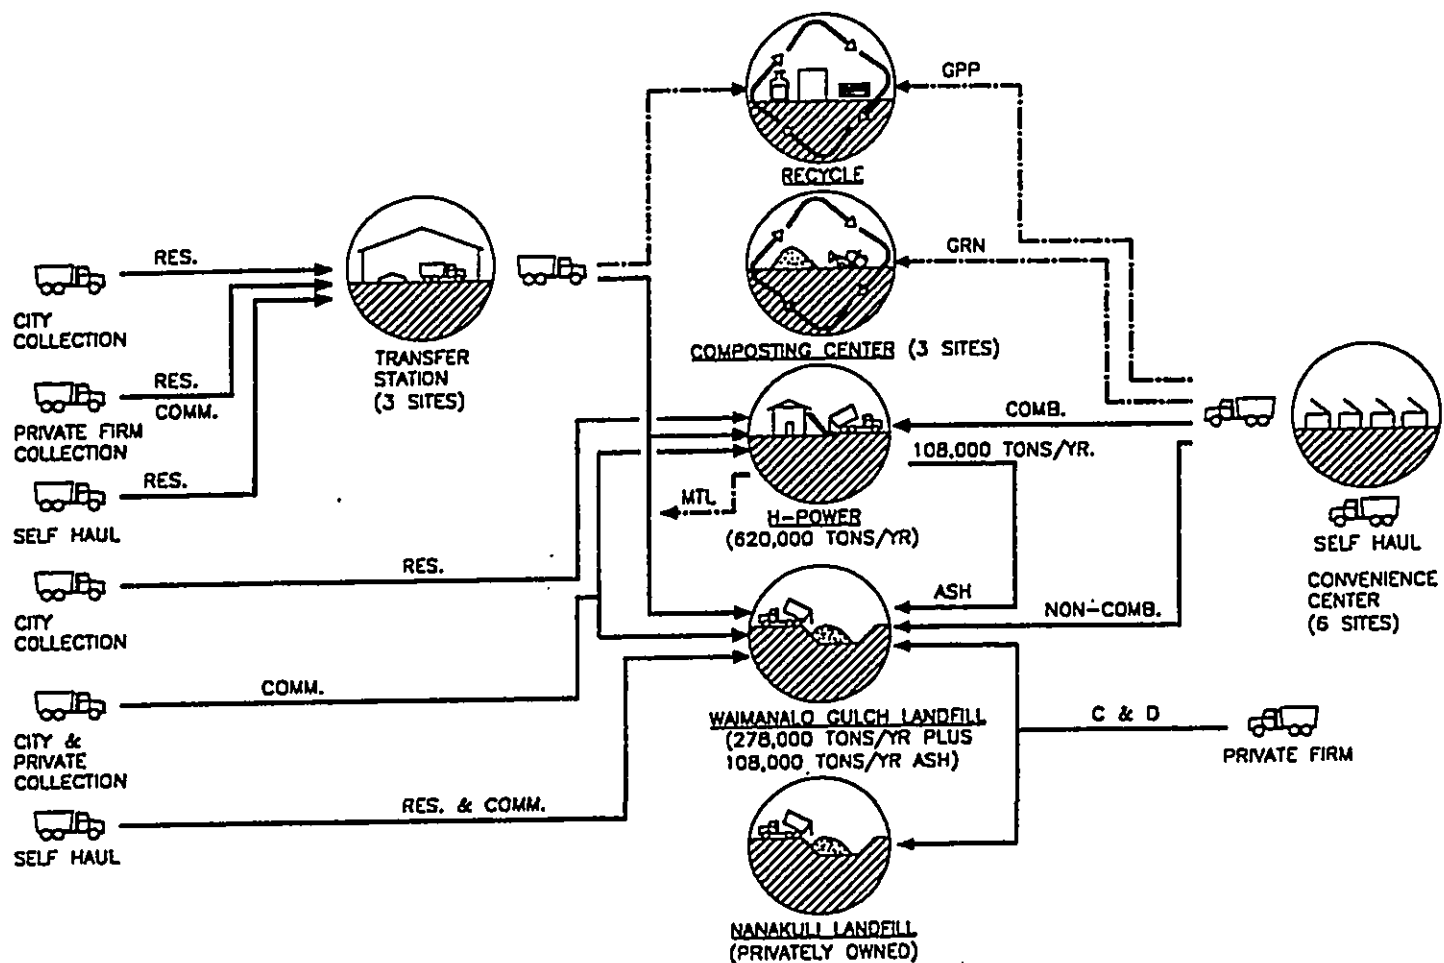 GPP
RECYCLE
RES.
CITY
COLLECTION
GRN
COMPOSTING CENTER (3 SITES)
TRANSFER
STATION
(3 SITES)
RES.
COMM.
PRIVATE FIRM
COLLECTION
COMB.
108,000 TONS/YR.
RES.
SELF HAUL
MTL
H-POWER
(620,000 TONS/YR)
SELF HAUL
CONVENIENCE
CENTER
(6 SITES)
RES.
CITY
COLLECTION
ASH
NON-COMB.
COMM.
CITY &
PRIVATE
COLLECTION
WAIMANALO GULCH LANDFILL
(278,000 TONS/YR PLUS
108,000 TONS/YR ASH)
C & D
PRIVATE FIRM
RES. & COMM.
SELF HAUL
NANAKULI LANDFILL
(PRIVATELY OWNED)